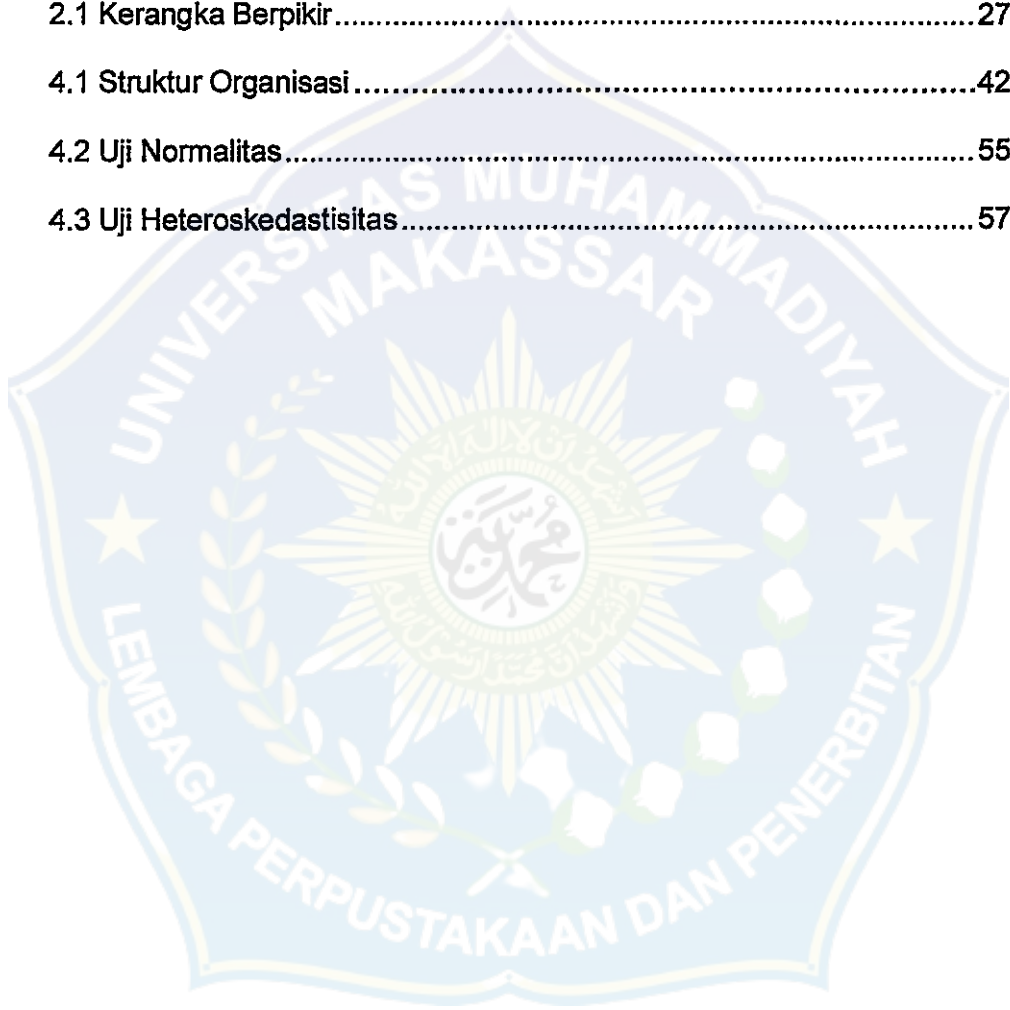 2.1 Kerangka Berpikir........................................................................27
4.1 Struktur Organisasi.....................................................................42
4.2 Uji Normalitas.............................................................................55
4.3 Uji Heteroskedastisitas...............................................................57
UNIVERSITAS MUHAMMADIYAH
MAKASSAR
LEMBAGA PERPUSTAKAAN DAN PENERBITAN